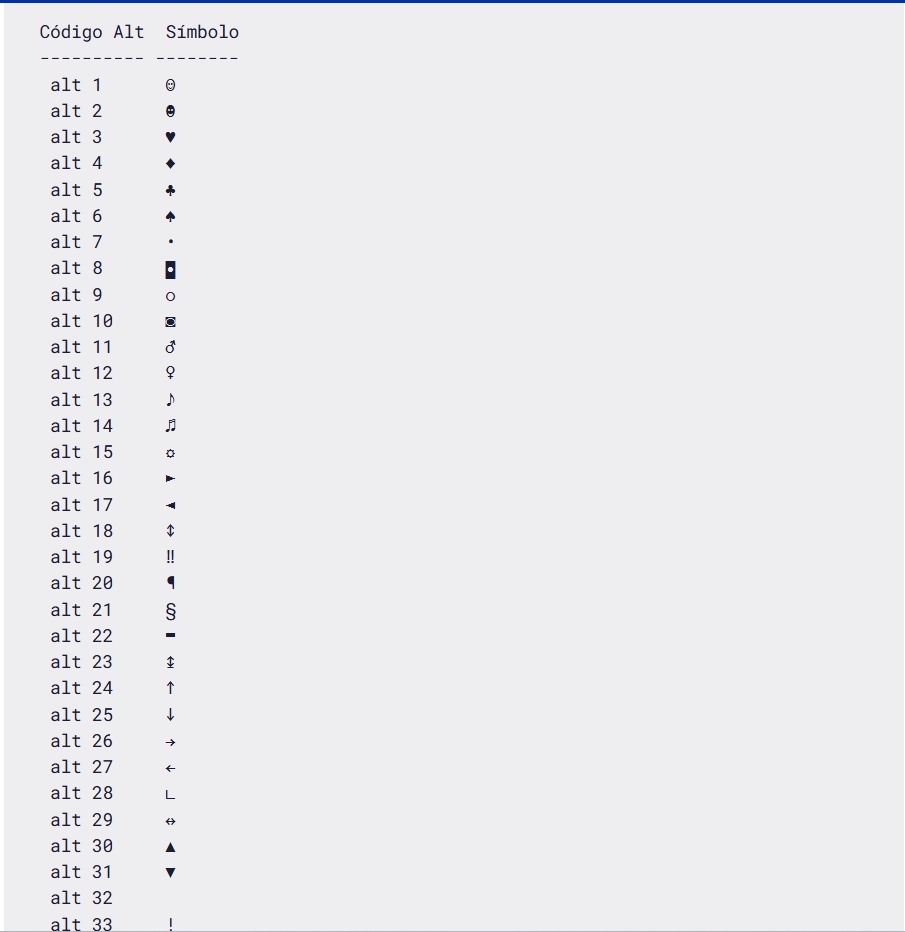 Código Alt  Símbolo
---------- --------
alt 1 ☺
alt 2 ☻
alt 3 ♥
alt 4 ♦
alt 5 ♣
alt 6 ♠
alt 7 •
alt 8 ◘
alt 9 ○
alt 10 ◙
alt 11 ♂
alt 12 ♀
alt 13 ♪
alt 14 ♫
alt 15 ☼
alt 16 ►
alt 17 ◄
alt 18 ↕
alt 19 ‼
alt 20 ¶
alt 21 §
alt 22 ▬
alt 23 ↨
alt 24 ↑
alt 25 ↓
alt 26 →
alt 27 ←
alt 28 ∟
alt 29 ↔
alt 30 ▲
alt 31 ▼
alt 32
alt 33 !